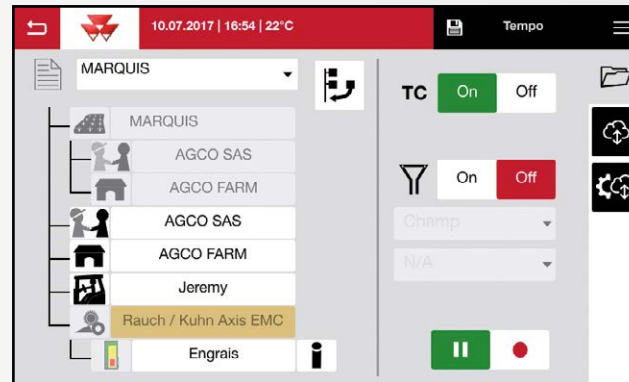 10.07.2017 | 16:54 | 22°C
Tempo
MARQUIS
TC On Off
MARQUIS
AGCO SAS
AGCO FARM
On Off
AGCO SAS
Champ
AGCO FARM
N/A
Jeremy
Rauch / Kuhn Axis EMC
Engrais